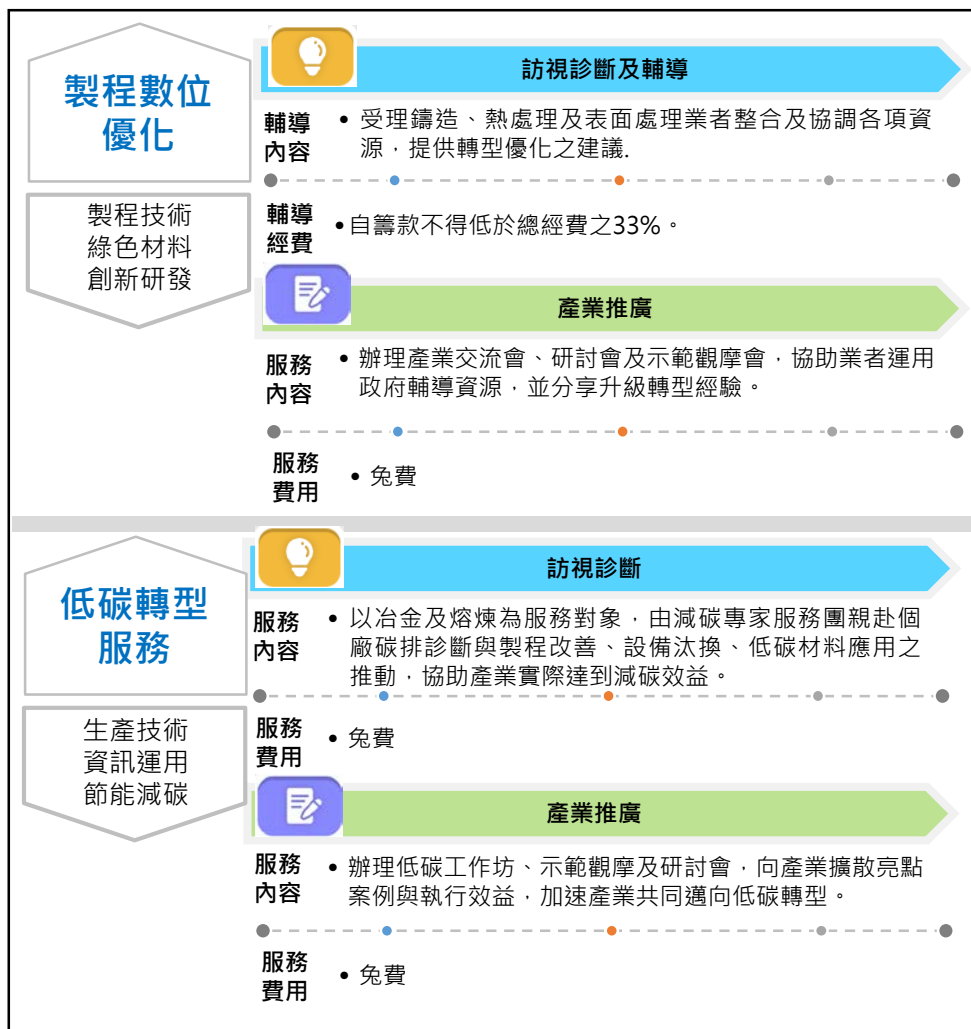 製程數位
優化
製程技術
綠色材料
創新研發
訪視診斷及輔導
輔導
內容
• 受理鑄造、熱處理及表面處理業者整合及協調各項資
源，提供轉型優化之建議.
輔導
經費
•自籌款不得低於總經費之33%。
產業推廣
服務
內容
• 辦理產業交流會、研討會及示範觀摩會，協助業者運用
政府輔導資源，並分享升級轉型經驗。
服務
費用
• 免費
低碳轉型
服務
生產技術
資訊運用
節能減碳
訪視診斷
服務
內容
• 以冶金及熔煉為服務對象，由減碳專家服務團親赴個
廠碳排診斷與製程改善、設備汰換、低碳材料應用之
推動，協助產業實際達到減碳效益。
服務
費用
• 免費
產業推廣
服務
內容
• 辦理低碳工作坊、示範觀摩及研討會，向產業擴散亮點
案例與執行效益，加速產業共同邁向低碳轉型。
服務
費用
• 免費